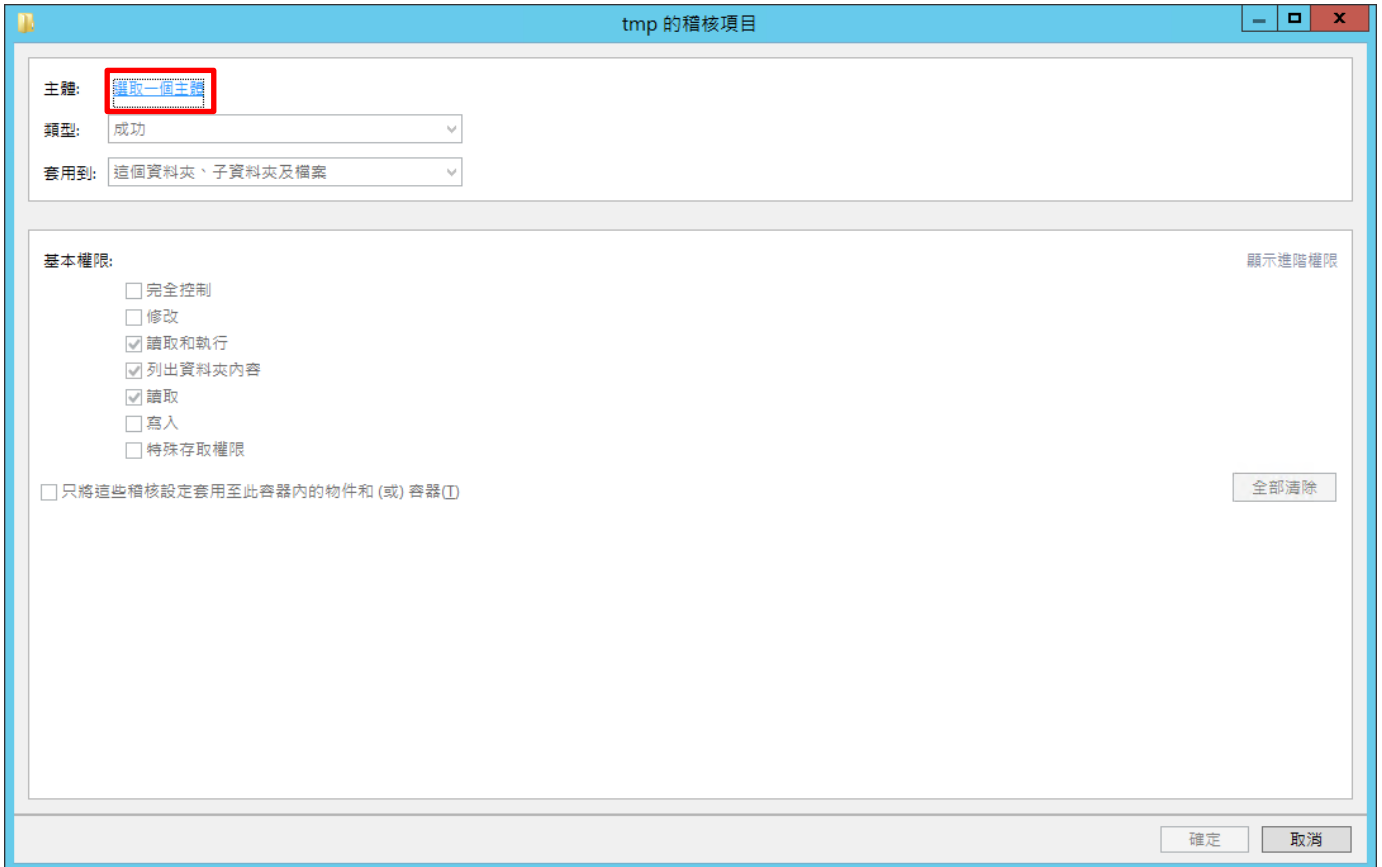 tmp 的稽核項目
主體: 選取一個主體
類型: 成功
套用到: 這個資料夾、子資料夾及檔案
基本權限: 顯示進階權限
完全控制
修改
讀取和執行
列出資料夾內容
讀取
寫入
特殊存取權限
只將這些稽核設定套用至此容器內的物件和 (或) 容器(T) 全部清除
確定 取消